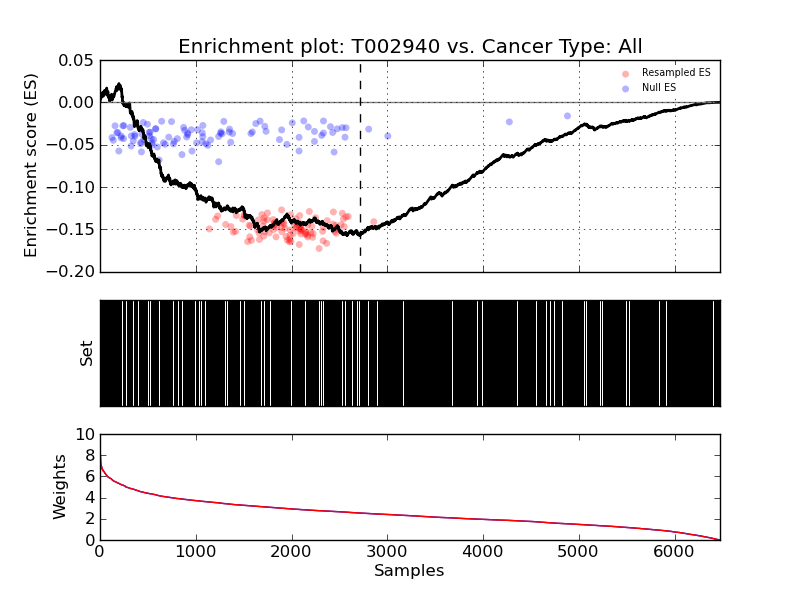 Enrichment plot: T002940 vs. Cancer Type: All
Enrichment score (ES)
0.05
0.00
−0.05
−0.10
−0.15
−0.20
Resampled ES
Null ES
Set
Weights
10
8
6
4
2
0
0 1000 2000 3000 4000 5000 6000
Samples